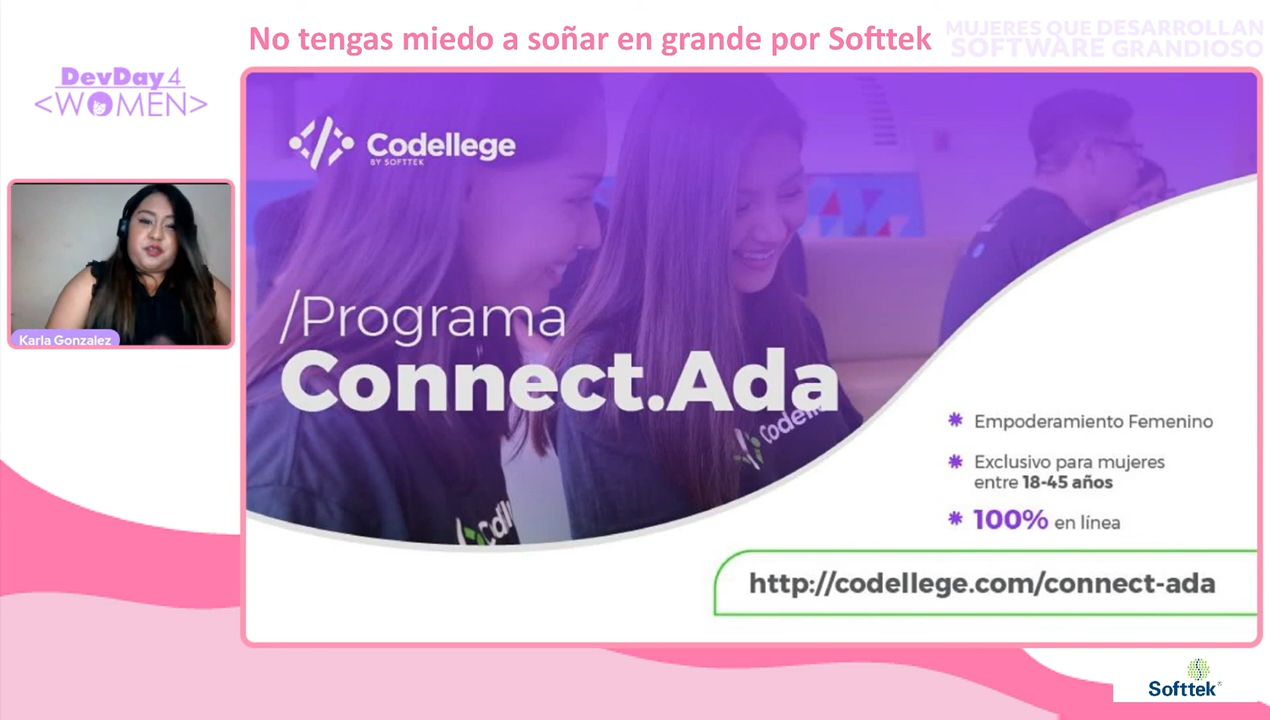 No tengas miedo a soñar en grande por Softtek
MUJERES QUE DESARROLLAN
SOFTWARE GRANDIOSO
DevDay4
<WOMEN>
Karla Gonzalez
Codellege
BY SOFTTEK
/Programa
Connect.Ada
Codellege
Codell
Empoderamiento Femenino
Exclusivo para mujeres
entre 18-45 años
100% en línea
http://codellege.com/connect-ada
Softtek